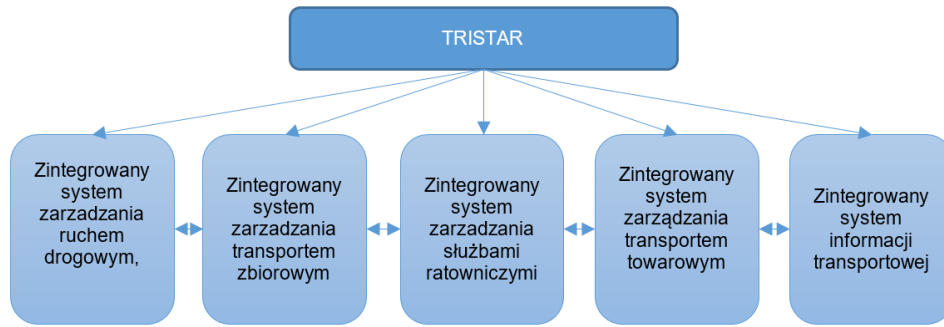 TRISTAR
Zintegrowany
system
zarzadzania
ruchem
drogowym,
Zintegrowany
system
zarzadzania
transportem
zbiorowym
Zintegrowany
system
zarzadzania
służbami
ratowniczymi
Zintegrowany
system
zarządzania
transportem
towarowym
Zintegrowany
system
informacji
transportowej